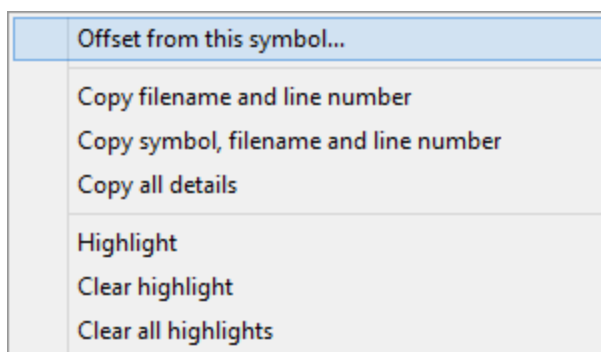 Offset from this symbol...
Copy filename and line number
Copy symbol, filename and line number
Copy all details
Highlight
Clear highlight
Clear all highlights